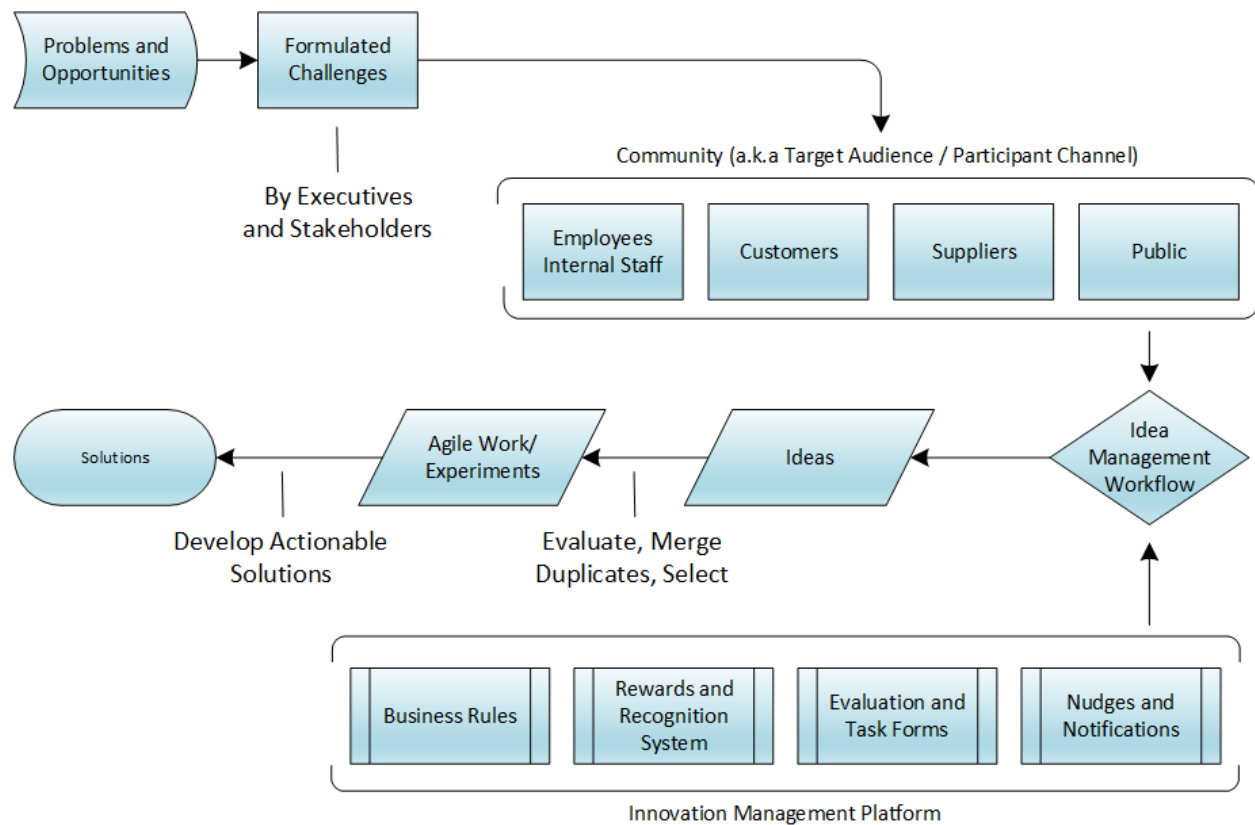 Problems and
Opportunities
Formulated
Challenges
By Executives
and Stakeholders
Community (a.k.a Target Audience / Participant Channel)
Employees
Internal Staff
Customers
Suppliers
Public
Idea
Management
Workflow
Ideas
Agile Work/
Experiments
Solutions
Evaluate, Merge
Duplicates, Select
Develop Actionable
Solutions
Business Rules
Rewards and
Recognition
System
Evaluation and
Task Forms
Nudges and
Notifications
Innovation Management Platform